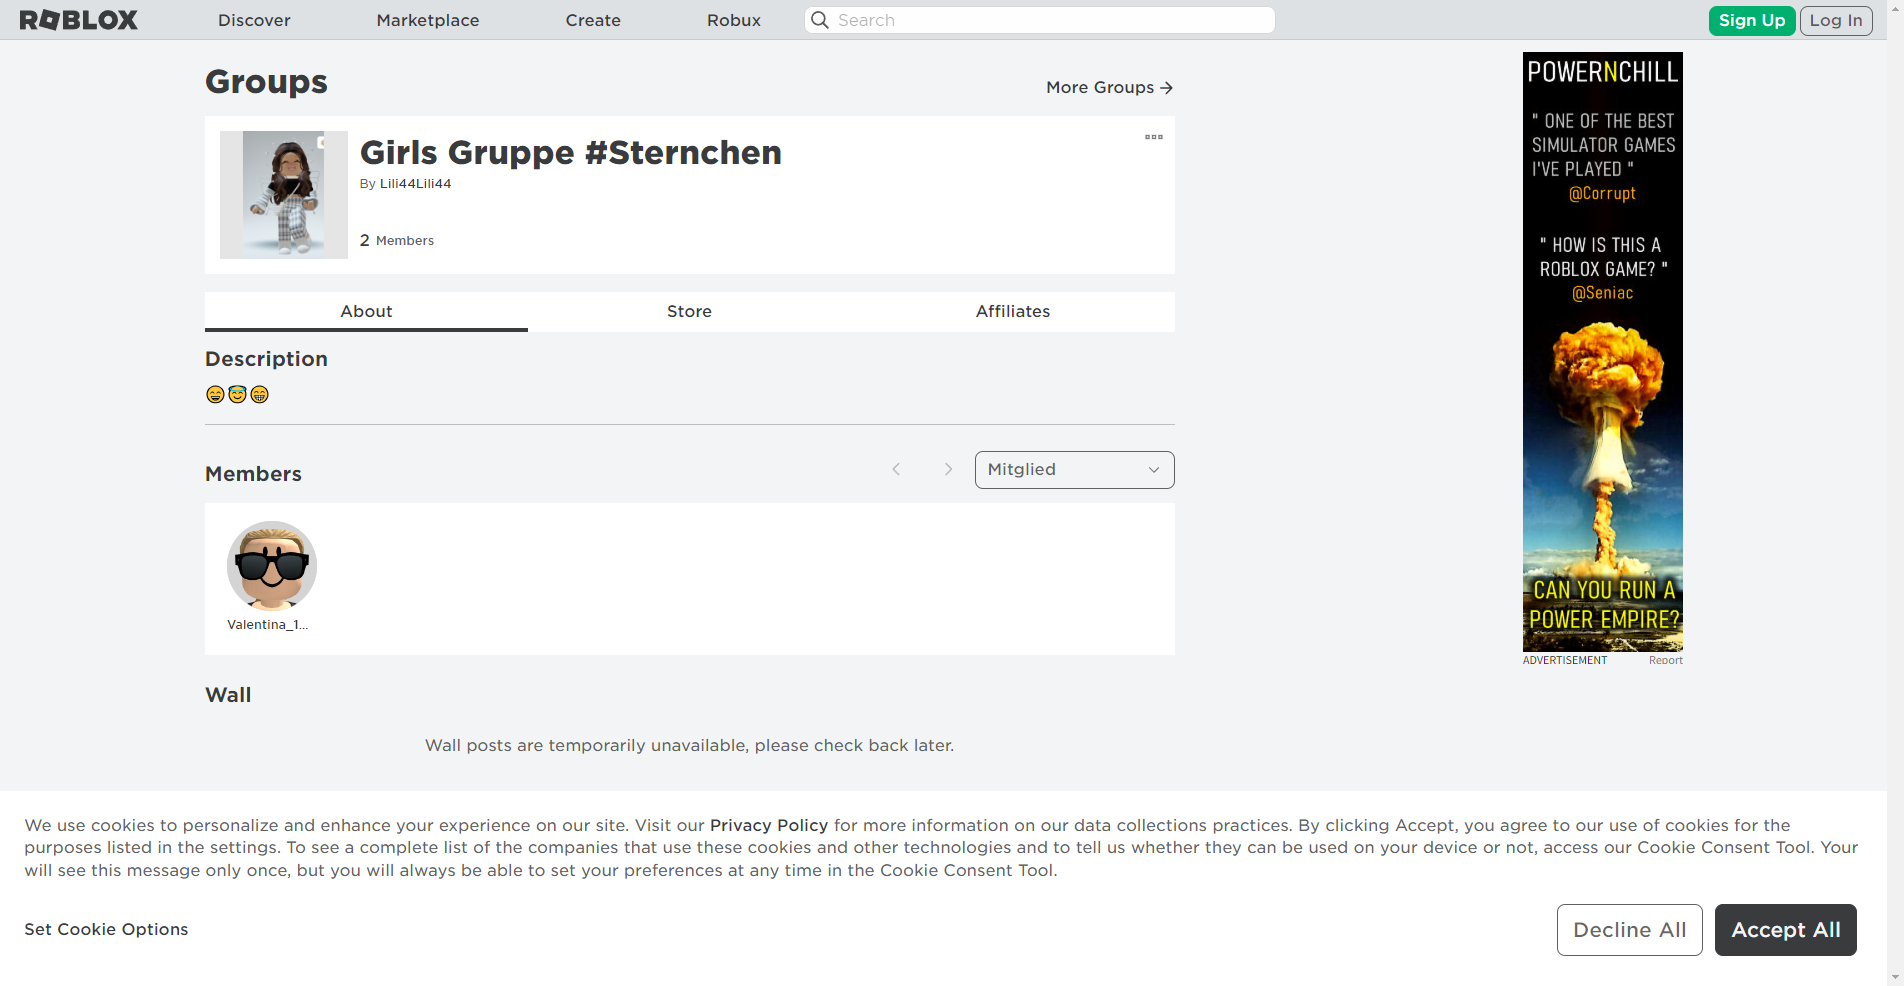 ROBLOX
Discover
Marketplace
Create
Robux
Search
Sign Up
Log In
Groups
More Groups
Girls Gruppe #Sternchen
By Lili44Lili44
2 Members
About
Store
Affiliates
Description
😄😇😁
Members
Mitglied
Valentina_1...
Wall
Wall posts are temporarily unavailable, please check back later.
POWERNCHILL
" ONE OF THE BEST
SIMULATOR GAMES
I'VE PLAYED "
@Corrupt
" HOW IS THIS A
ROBLOX GAME? "
@Seniac
CAN YOU RUN A
POWER EMPIRE?
ADVERTISEMENT
Report
We use cookies to personalize and enhance your experience on our site. Visit our Privacy Policy for more information on our data collections practices. By clicking Accept, you agree to our use of cookies for the
purposes listed in the settings. To see a complete list of the companies that use these cookies and other technologies and to tell us whether they can be used on your device or not, access our Cookie Consent Tool. Your
will see this message only once, but you will always be able to set your preferences at any time in the Cookie Consent Tool.
Set Cookie Options
Decline All
Accept All